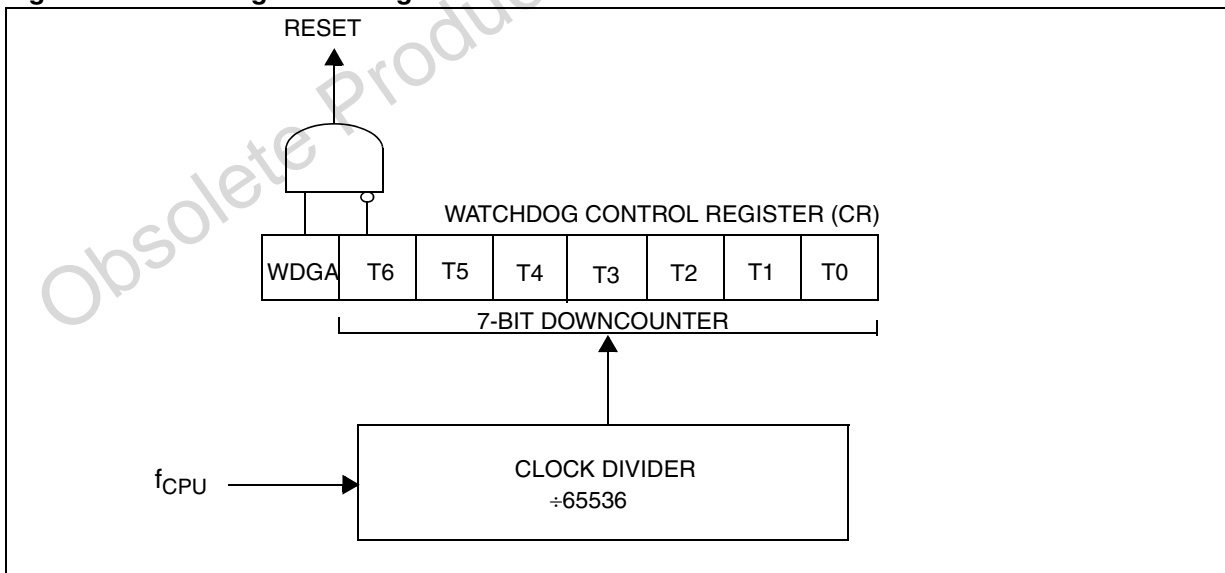 Obsolete Produc
RESET
WATCHDOG CONTROL REGISTER (CR)
WDGA T6 T5 T4 T3 T2 T1 T0
7-BIT DOWNCOUNTER
fCPU
CLOCK DIVIDER
÷65536